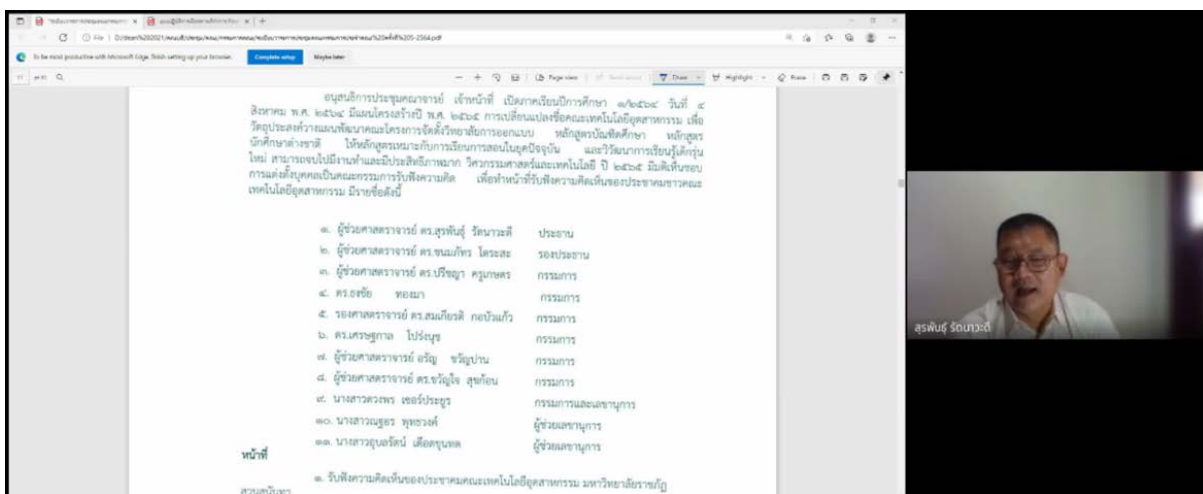 File
To be most productive with Microsoft Edge, finish setting up your browser.
Complete setup
Maybe later
Page view
Draw
Highlight
Erase
อนุสนธิการประชุมคณาจารย์ เจ้าหน้าที่ เปิดภาคเรียนปีการศึกษา ๑/๒๕๖๔ วันที่ ๔
สิงหาคม พ.ศ. ๒๕๖๔ มีแผนโครงสร้างปี พ.ศ. ๒๕๖๕ การเปลี่ยนแปลงชื่อคณะเทคโนโลยีอุตสาหกรรม เพื่อ
วัตถุประสงค์วางแผนพัฒนาคณะโครงการจัดตั้งวิทยาลัยการออกแบบ หลักสูตรบัณฑิตศึกษา หลักสูตร
นักศึกษาต่างชาติ ให้หลักสูตรเหมาะกับการเรียนการสอนในยุคปัจจุบัน และวิวัฒนาการเรียนรู้เด็กรุ่น
ใหม่ สามารถจบไปมีงานทำและมีประสิทธิภาพมาก วิศวกรรมศาสตร์และเทคโนโลยี ปี ๒๕๖๕ มีมติเห็นชอบ
การแต่งตั้งบุคคลเป็นคณะกรรมการรับฟังความคิด เพื่อทำหน้าที่รับฟังความคิดเห็นของประชาคมชาวคณะ
เทคโนโลยีอุตสาหกรรม มีรายชื่อดังนี้
๑. ผู้ช่วยศาสตราจารย์ ดร.สุรพันธุ์ รัตนาวะดี ประธาน
๒. ผู้ช่วยศาสตราจารย์ ดร.ชนมภัทร โตระสะ รองประธาน
๓. ผู้ช่วยศาสตราจารย์ ดร.ปรีชญา ครูเกษตร กรรมการ
๔. ดร.ธงชัย ทองมา กรรมการ
๕. รองศาสตราจารย์ ดร.สมเกียรติ กอบัวแก้ว กรรมการ
๖. ดร.เศรษฐกาล โปร่งนุช กรรมการ
๗. ผู้ช่วยศาสตราจารย์ อรัญ ขวัญปาน กรรมการ
๘. ผู้ช่วยศาสตราจารย์ ดร.ขวัญใจ สุขก้อน กรรมการ
๙. นางสาวดวงพร เชอร์ประยูร กรรมการและเลขานุการ
๑๐. นางสาวณฐอร พุทธวงค์ ผู้ช่วยเลขานุการ
๑๑. นางสาวอุบลรัตน์ เดือดขุนทด ผู้ช่วยเลขานุการ
หน้าที่
๑. รับฟังความคิดเห็นของประชาคมคณะเทคโนโลยีอุตสาหกรรม มหาวิทยาลัยราชภัฏ
สวนสุนันทา
สุรพันธุ์ รัตนาวะดี